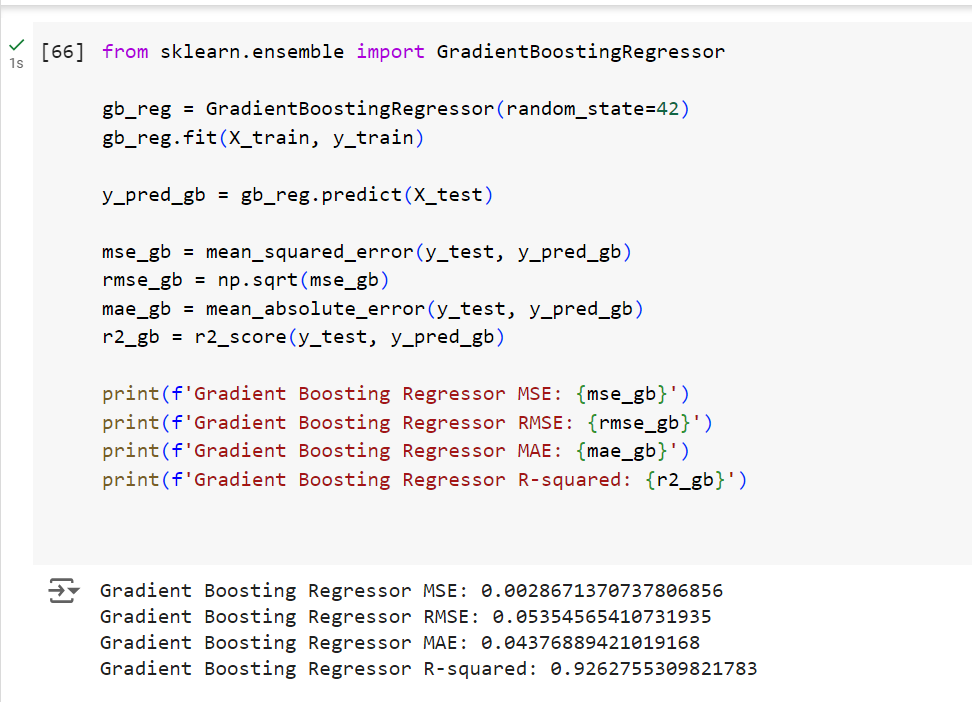 [66] from sklearn.ensemble import GradientBoostingRegressor
1s
gb_reg = GradientBoostingRegressor(random_state=42)
gb_reg.fit(X_train, y_train)
y_pred_gb = gb_reg.predict(X_test)
mse_gb = mean_squared_error(y_test, y_pred_gb)
rmse_gb = np.sqrt(mse_gb)
mae_gb = mean_absolute_error(y_test, y_pred_gb)
r2_gb = r2_score(y_test, y_pred_gb)
print(f'Gradient Boosting Regressor MSE: {mse_gb}')
print(f'Gradient Boosting Regressor RMSE: {rmse_gb}')
print(f'Gradient Boosting Regressor MAE: {mae_gb}')
print(f'Gradient Boosting Regressor R-squared: {r2_gb}')
Gradient Boosting Regressor MSE: 0.0028671370737806856
Gradient Boosting Regressor RMSE: 0.05354565410731935
Gradient Boosting Regressor MAE: 0.04376889421019168
Gradient Boosting Regressor R-squared: 0.9262755309821783